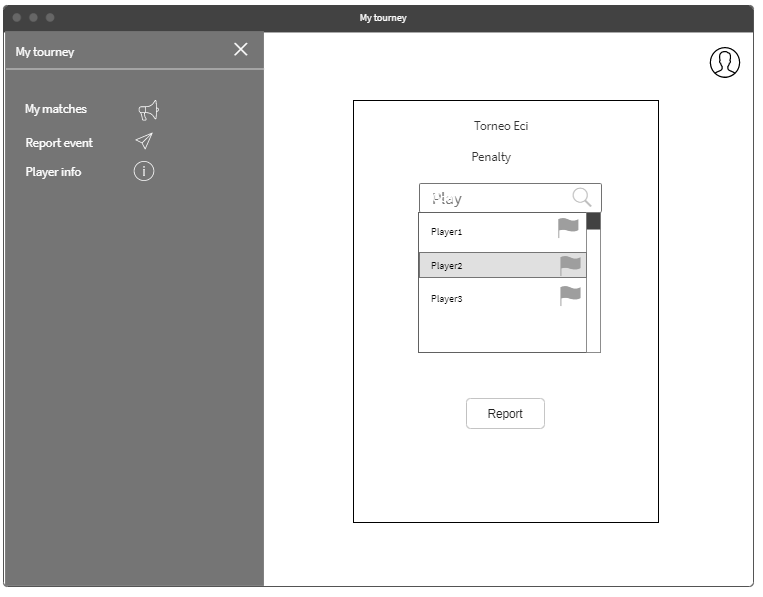 My tourney
My tourney
My matches
Report event
Player info
Torneo Eci
Penalty
Play
Player1
Player2
Player3
Report